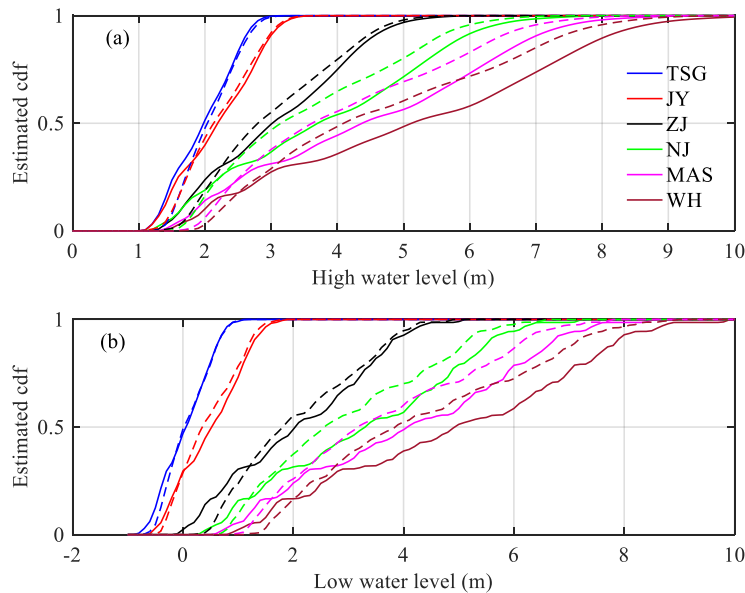 (a)
1
0.5
0
Estimated cdf
TSG
JY
ZJ
NJ
MAS
WH
0 1 2 3 4 5 6 7 8 9 10
High water level (m)
(b)
1
0.5
0
Estimated cdf
-2 0 2 4 6 8 10
Low water level (m)